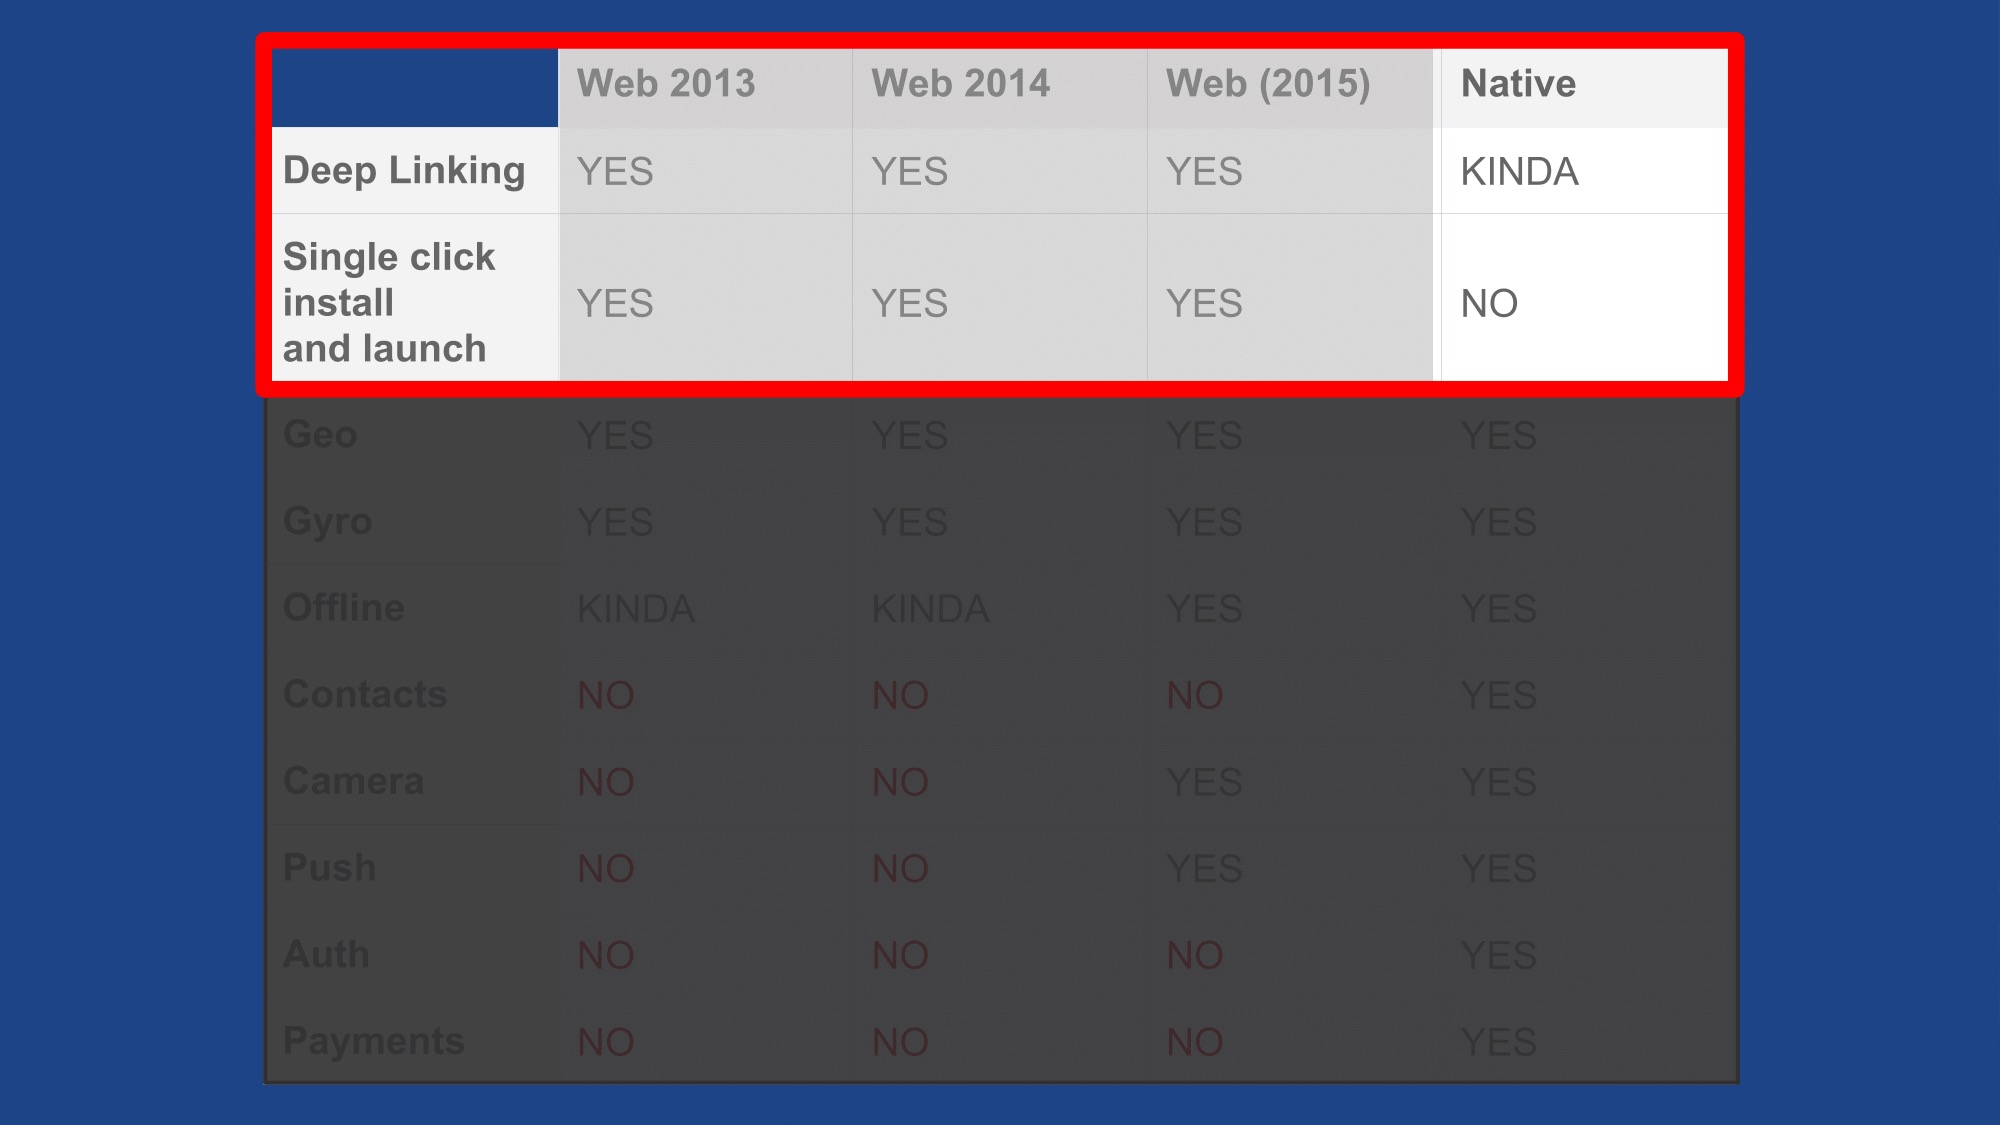 Web 2013 Web 2014 Web (2015) Native
Deep Linking YES YES YES KINDA
Single click
install
and launch YES YES YES NO
Geo YES YES YES YES
Gyro YES YES YES YES
Offline KINDA KINDA YES YES
Contacts NO NO NO YES
Camera NO NO YES YES
Push NO NO YES YES
Auth NO NO NO YES
Payments NO NO NO YES